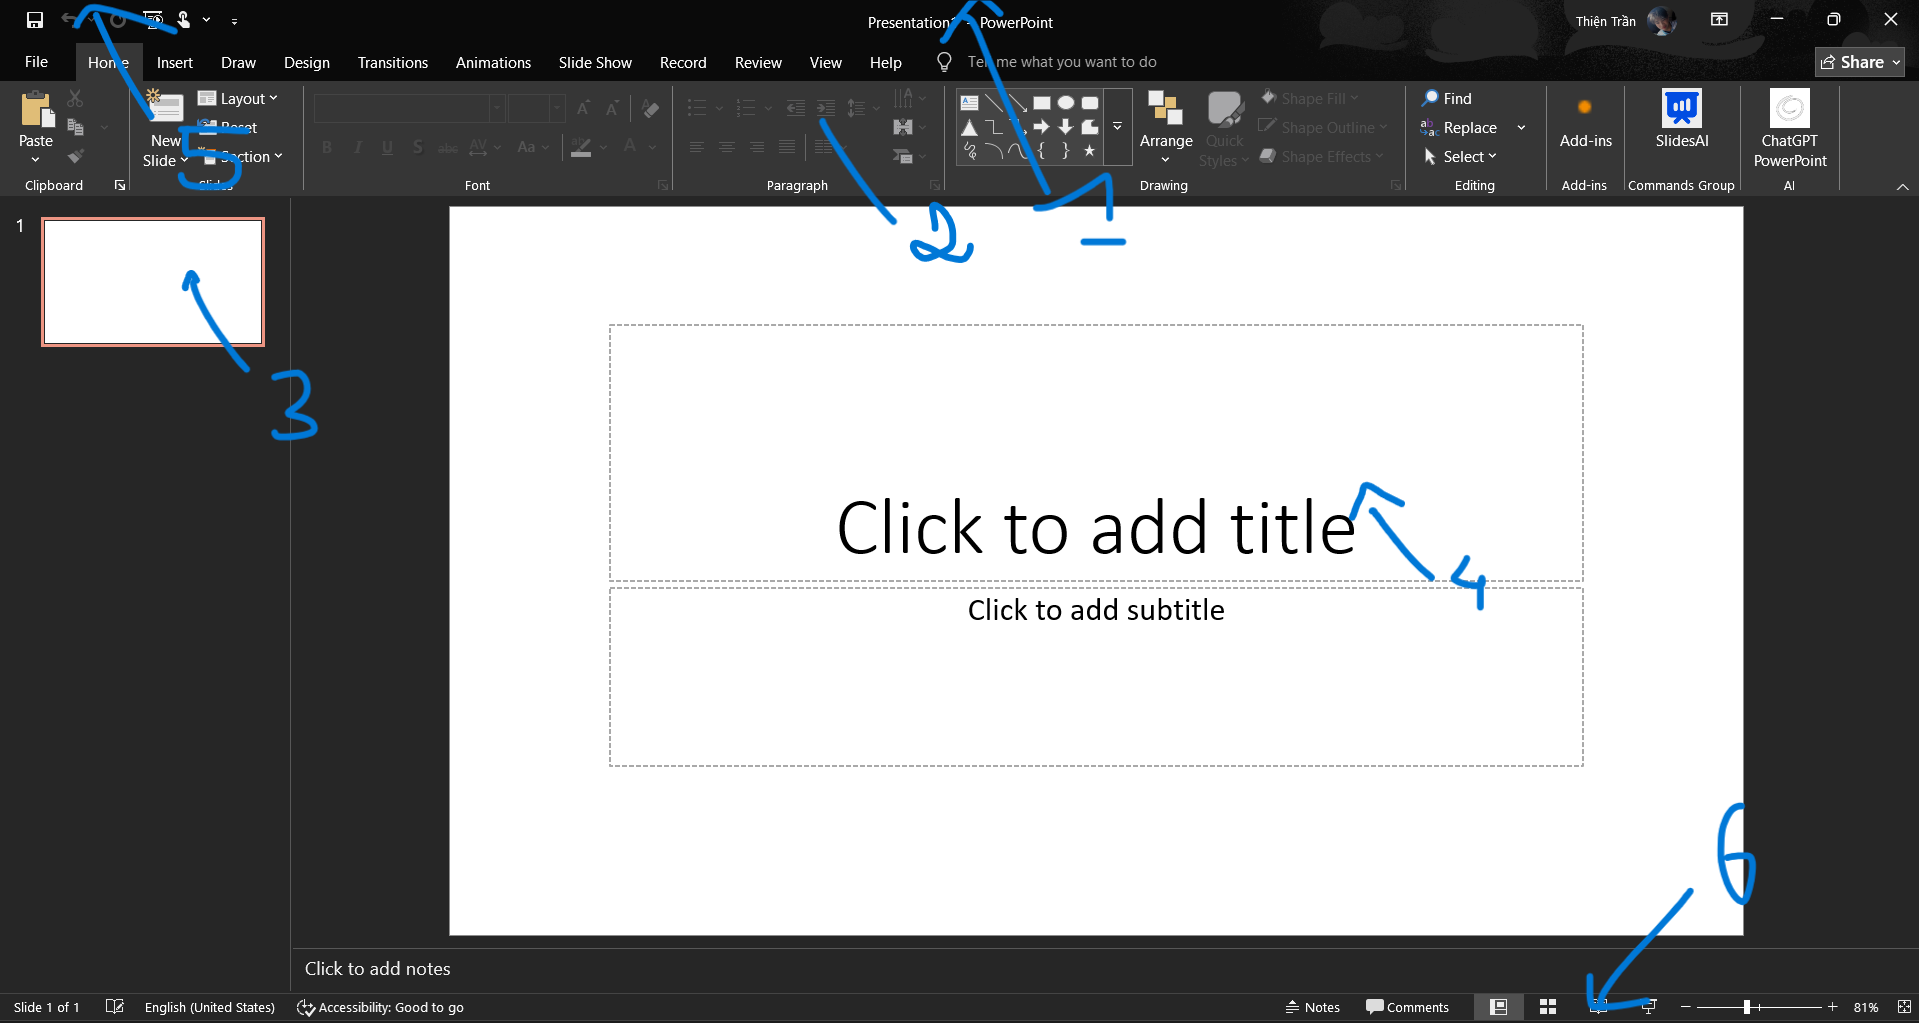 Presentation1 - PowerPoint
Thiện Trần
File Home Insert Draw Design Transitions Animations Slide Show Record Review View Help Tell me what you want to do Share
Paste
Clipboard
New Slide
Layout
Reset
Section
Slides
B I U S abc AV Aa A
Font
Paragraph
Arrange
Quick Styles
Shape Fill
Shape Outline
Shape Effects
Drawing
Find
Replace
Select
Editing
Add-ins
Add-ins
SlidesAI
Commands Group
ChatGPT
PowerPoint
AI
5
2
1
1
3
Click to add title
4
Click to add subtitle
6
Click to add notes
Slide 1 of 1 English (United States) Accessibility: Good to go Notes Comments 81%